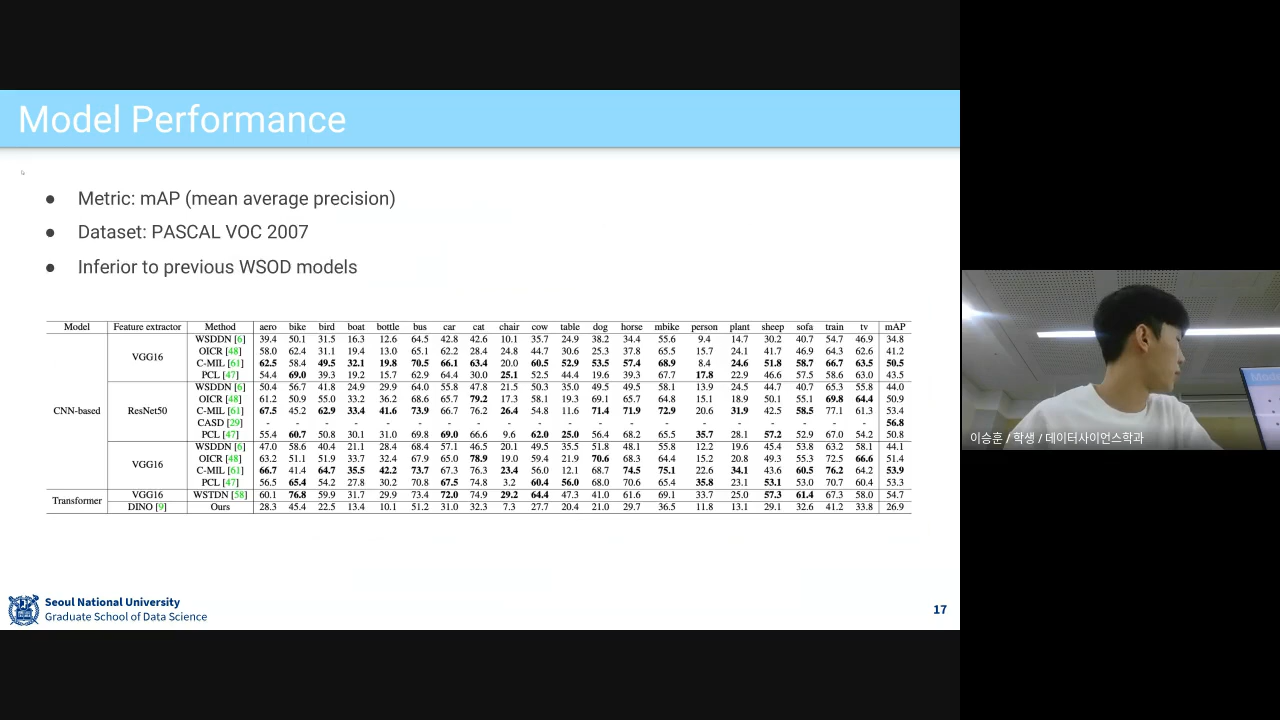 Model Performance
● Metric: mAP (mean average precision)
● Dataset: PASCAL VOC 2007
● Inferior to previous WSOD models
Model Feature extractor Method aero bike bird boat bottle bus car cat chair cow table dog horse mbike person plant sheep sofa train tv mAP
WSDDN [6] 39.4 50.1 31.5 16.3 12.6 64.5 42.8 42.6 10.1 35.7 24.9 38.2 34.4 55.6 9.4 14.7 30.2 40.7 54.7 46.9 34.8
VGG16 OICR [48] 58.0 62.4 31.1 19.4 13.0 65.1 62.2 28.4 24.8 44.7 30.6 25.3 37.8 65.5 15.7 24.1 41.7 46.9 64.3 62.6 41.2
C-MIL [61] 62.5 58.4 49.5 32.1 19.8 70.5 66.1 63.4 20.0 60.5 52.9 53.5 57.4 68.9 8.4 24.6 51.8 58.7 66.7 63.5 50.5
PCL [47] 54.4 69.0 39.3 19.2 15.7 62.9 64.4 30.0 25.1 52.5 44.4 19.6 39.3 67.7 17.8 22.9 46.6 57.5 58.6 63.0 43.5
WSDDN [6] 50.4 56.7 41.8 24.9 29.9 64.0 55.8 47.8 21.5 50.3 35.0 49.5 49.5 58.1 13.9 24.5 44.7 40.7 65.3 55.8 44.0
OICR [48] 61.2 50.9 55.0 33.2 36.2 68.6 65.7 79.2 17.3 58.1 19.3 69.1 65.7 64.8 15.1 18.9 50.1 55.1 69.8 64.4 50.9
CNN-based ResNet50 C-MIL [61] 67.5 45.2 62.9 33.4 41.6 73.9 66.7 76.2 26.4 54.8 11.6 71.4 71.9 72.9 20.6 31.9 42.5 58.5 77.1 61.3 53.4
CASD [29] - - - - - - - - - - - - - - - - - - - - 56.8
PCL [47] 55.4 60.7 50.8 30.1 31.0 69.8 69.0 66.6 9.6 62.0 25.0 56.4 68.2 65.5 35.7 28.1 57.2 52.9 67.0 54.2 50.8
WSDDN [6] 47.0 58.6 40.4 21.1 28.4 68.4 55.1 46.5 20.1 49.5 35.5 51.8 48.1 55.8 12.2 19.6 45.4 53.8 63.2 58.1 44.1
VGG16 OICR [48] 63.2 51.1 51.9 33.7 32.4 67.9 65.0 78.9 19.0 59.4 21.9 70.6 68.3 64.4 15.2 20.8 49.3 55.3 72.5 66.6 51.4
C-MIL [61] 66.7 41.4 64.7 35.5 42.2 73.7 67.3 76.3 23.4 56.0 12.1 68.7 74.5 75.1 22.6 34.1 43.6 60.5 76.2 64.2 53.9
PCL [47] 56.5 65.4 54.2 27.8 30.2 70.8 67.5 74.8 3.2 60.4 56.0 68.0 70.6 65.4 35.8 23.1 53.1 53.0 70.7 60.4 53.3
Transformer VGG16 WSTDN [58] 60.1 76.8 59.9 31.7 29.9 73.4 72.0 74.9 29.2 64.4 47.3 41.0 61.6 69.1 33.7 25.0 57.3 61.4 67.3 58.0 54.7
DINO [9] Ours 28.3 45.4 22.5 13.4 10.1 51.2 31.0 32.3 7.3 27.7 20.4 21.0 29.7 36.5 11.8 13.1 29.1 32.6 41.2 33.8 26.9
이승훈 / 학생 / 데이터사이언스학과
Seoul National University
Graduate School of Data Science
17